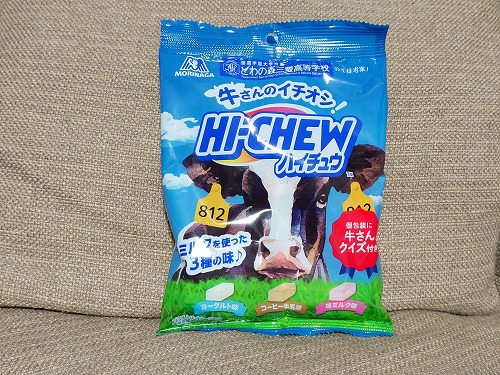 MORINAGA
とわの森三愛高等学校
牛さんのイチオシ!
HI-CHEW
TM
ハイチュウ
812
812
ミルクを使った
3種の味♪
個包装に
牛さん
クイズ付き
ヨーグルト味
コーヒー牛乳味
苺ミルク味